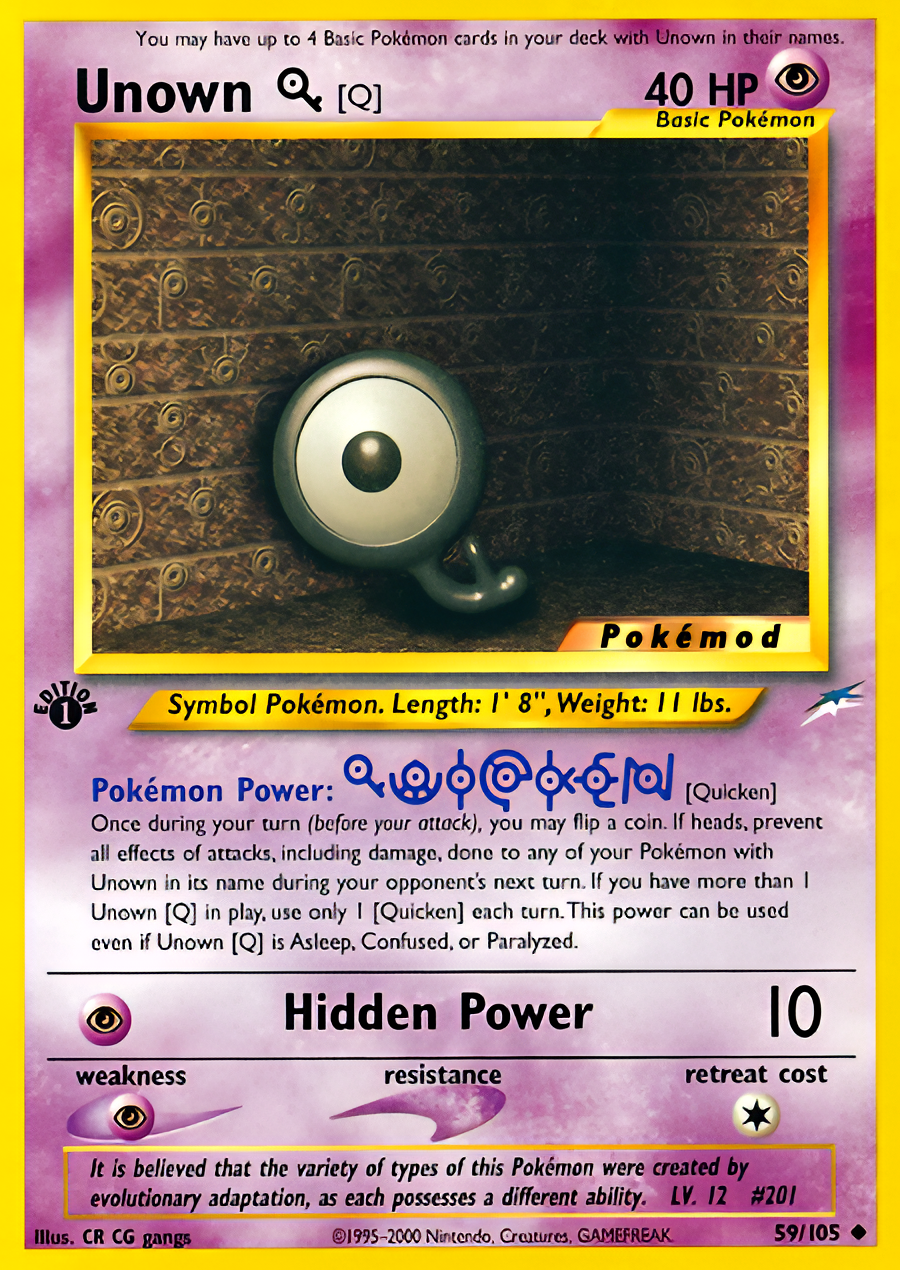 You may have up to 4 Basic Pokémon cards in your deck with Unown in their names.
Unown [Q] 40 HP
Basic Pokémon
Pokémod
EDITION 1
Symbol Pokémon. Length: 1' 8", Weight: 11 lbs.
Pokémon Power: QUICKEN [Quicken]
Once during your turn (before your attack), you may flip a coin. If heads, prevent
all effects of attacks, including damage, done to any of your Pokémon with
Unown in its name during your opponent's next turn. If you have more than 1
Unown [Q] in play, use only 1 [Quicken] each turn. This power can be used
even if Unown [Q] is Asleep, Confused, or Paralyzed.
Hidden Power 10
weakness resistance retreat cost
It is believed that the variety of types of this Pokémon were created by
evolutionary adaptation, as each possesses a different ability. LV. 12 #201
Illus. CR CG gangs ©1995-2000 Nintendo, Creatures, GAMEFREAK. 59/105 ◆